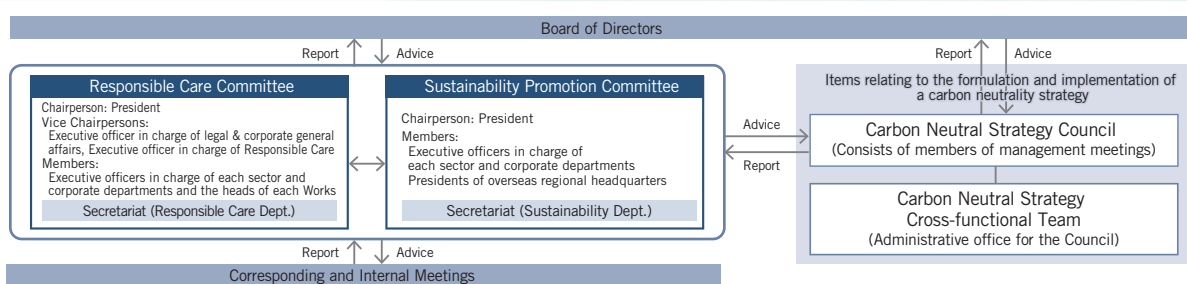 Board of Directors
Report
Advice
Report
Advice
Responsible Care Committee
Chairperson: President
Vice Chairpersons:
Executive officer in charge of legal & corporate general
affairs, Executive officer in charge of Responsible Care
Members:
Executive officers in charge of each sector and
corporate departments and the heads of each Works
Secretariat (Responsible Care Dept.)
Sustainability Promotion Committee
Chairperson: President
Members:
Executive officers in charge of
each sector and corporate departments
Presidents of overseas regional headquarters
Secretariat (Sustainability Dept.)
Advice
Report
Items relating to the formulation and implementation of
a carbon neutrality strategy
Carbon Neutral Strategy Council
(Consists of members of management meetings)
Carbon Neutral Strategy
Cross-functional Team
(Administrative office for the Council)
Report
Advice
Corresponding and Internal Meetings